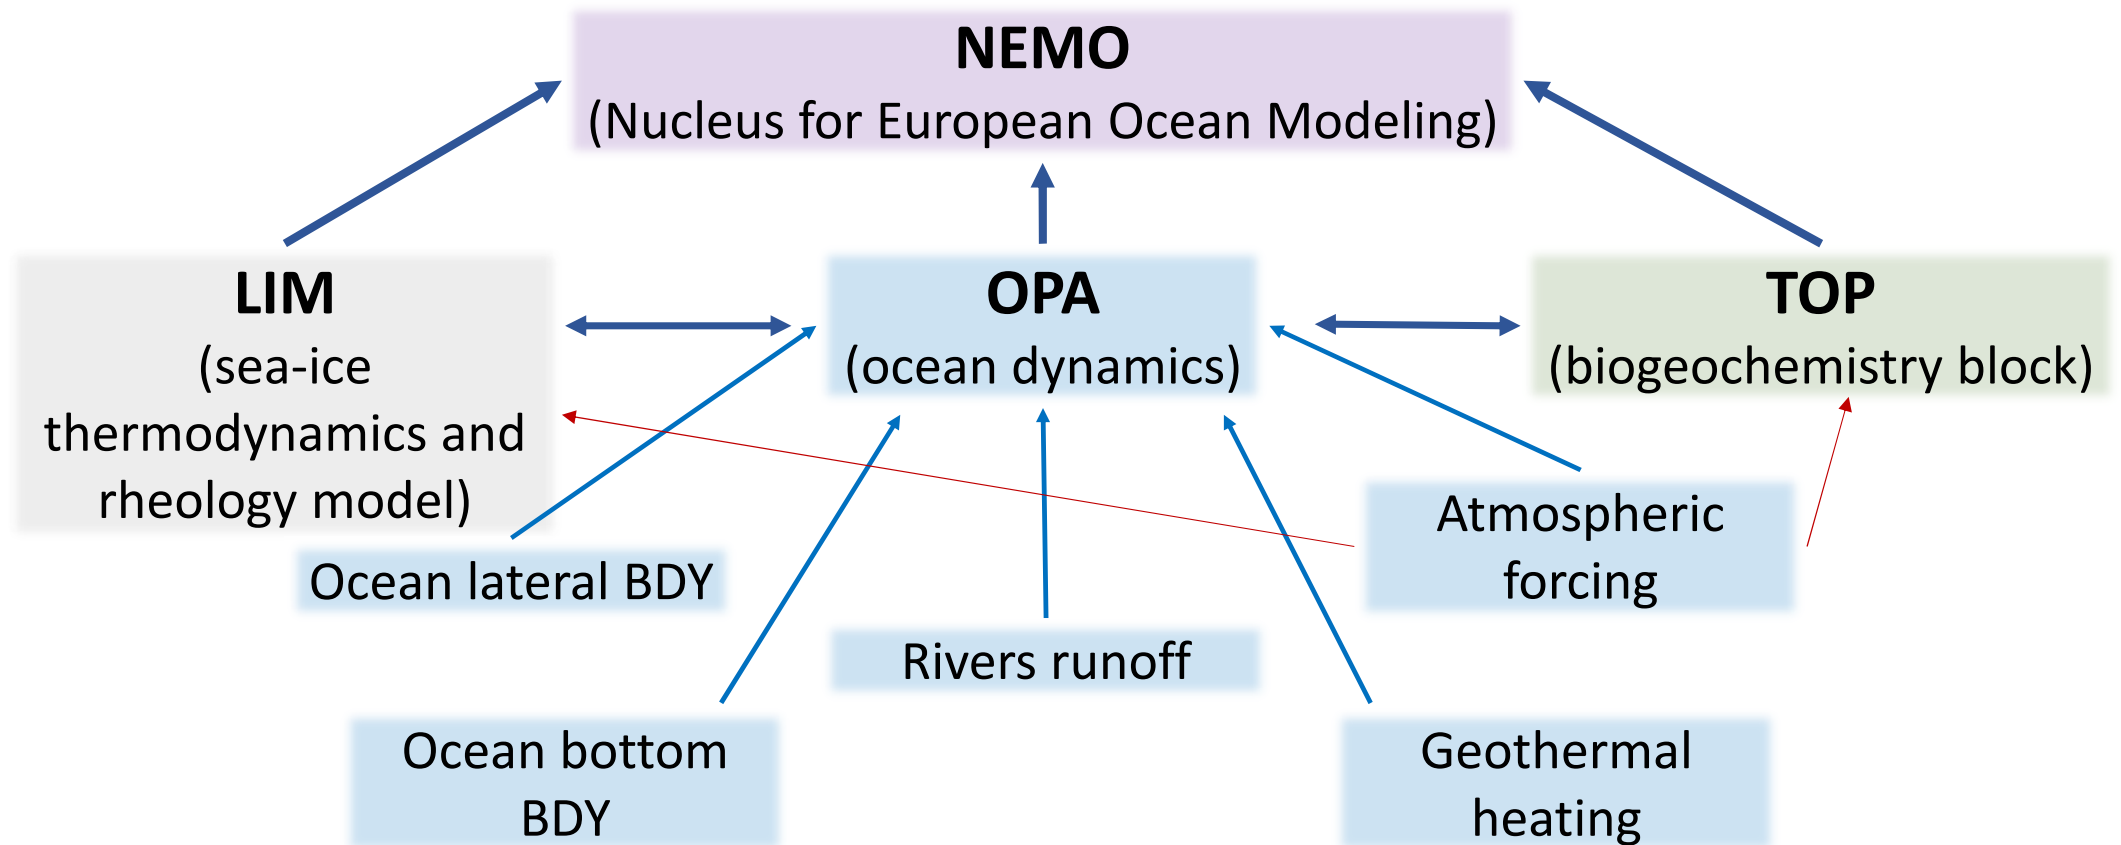 NEMO
(Nucleus for European Ocean Modeling)
LIM
(sea-ice
thermodynamics and
rheology model)
OPA
(ocean dynamics)
TOP
(biogeochemistry block)
Ocean lateral BDY
Atmospheric
forcing
Rivers runoff
Ocean bottom
BDY
Geothermal
heating